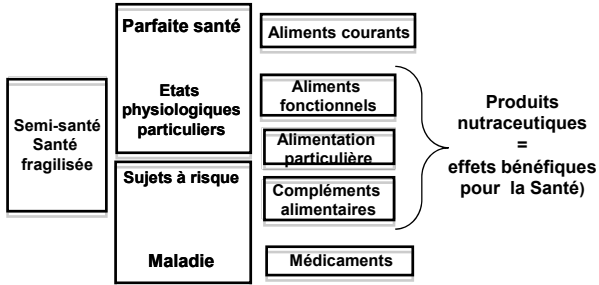 Semi-santé
Santé
fragilisée
Parfaite santé
Etats
physiologiques
particuliers
Sujets à risque
Maladie
Aliments courants
Aliments
fonctionnels
Alimentation
particulière
Compléments
alimentaires
Médicaments
Produits
nutraceutiques
=
effets bénéfiques
pour la Santé)